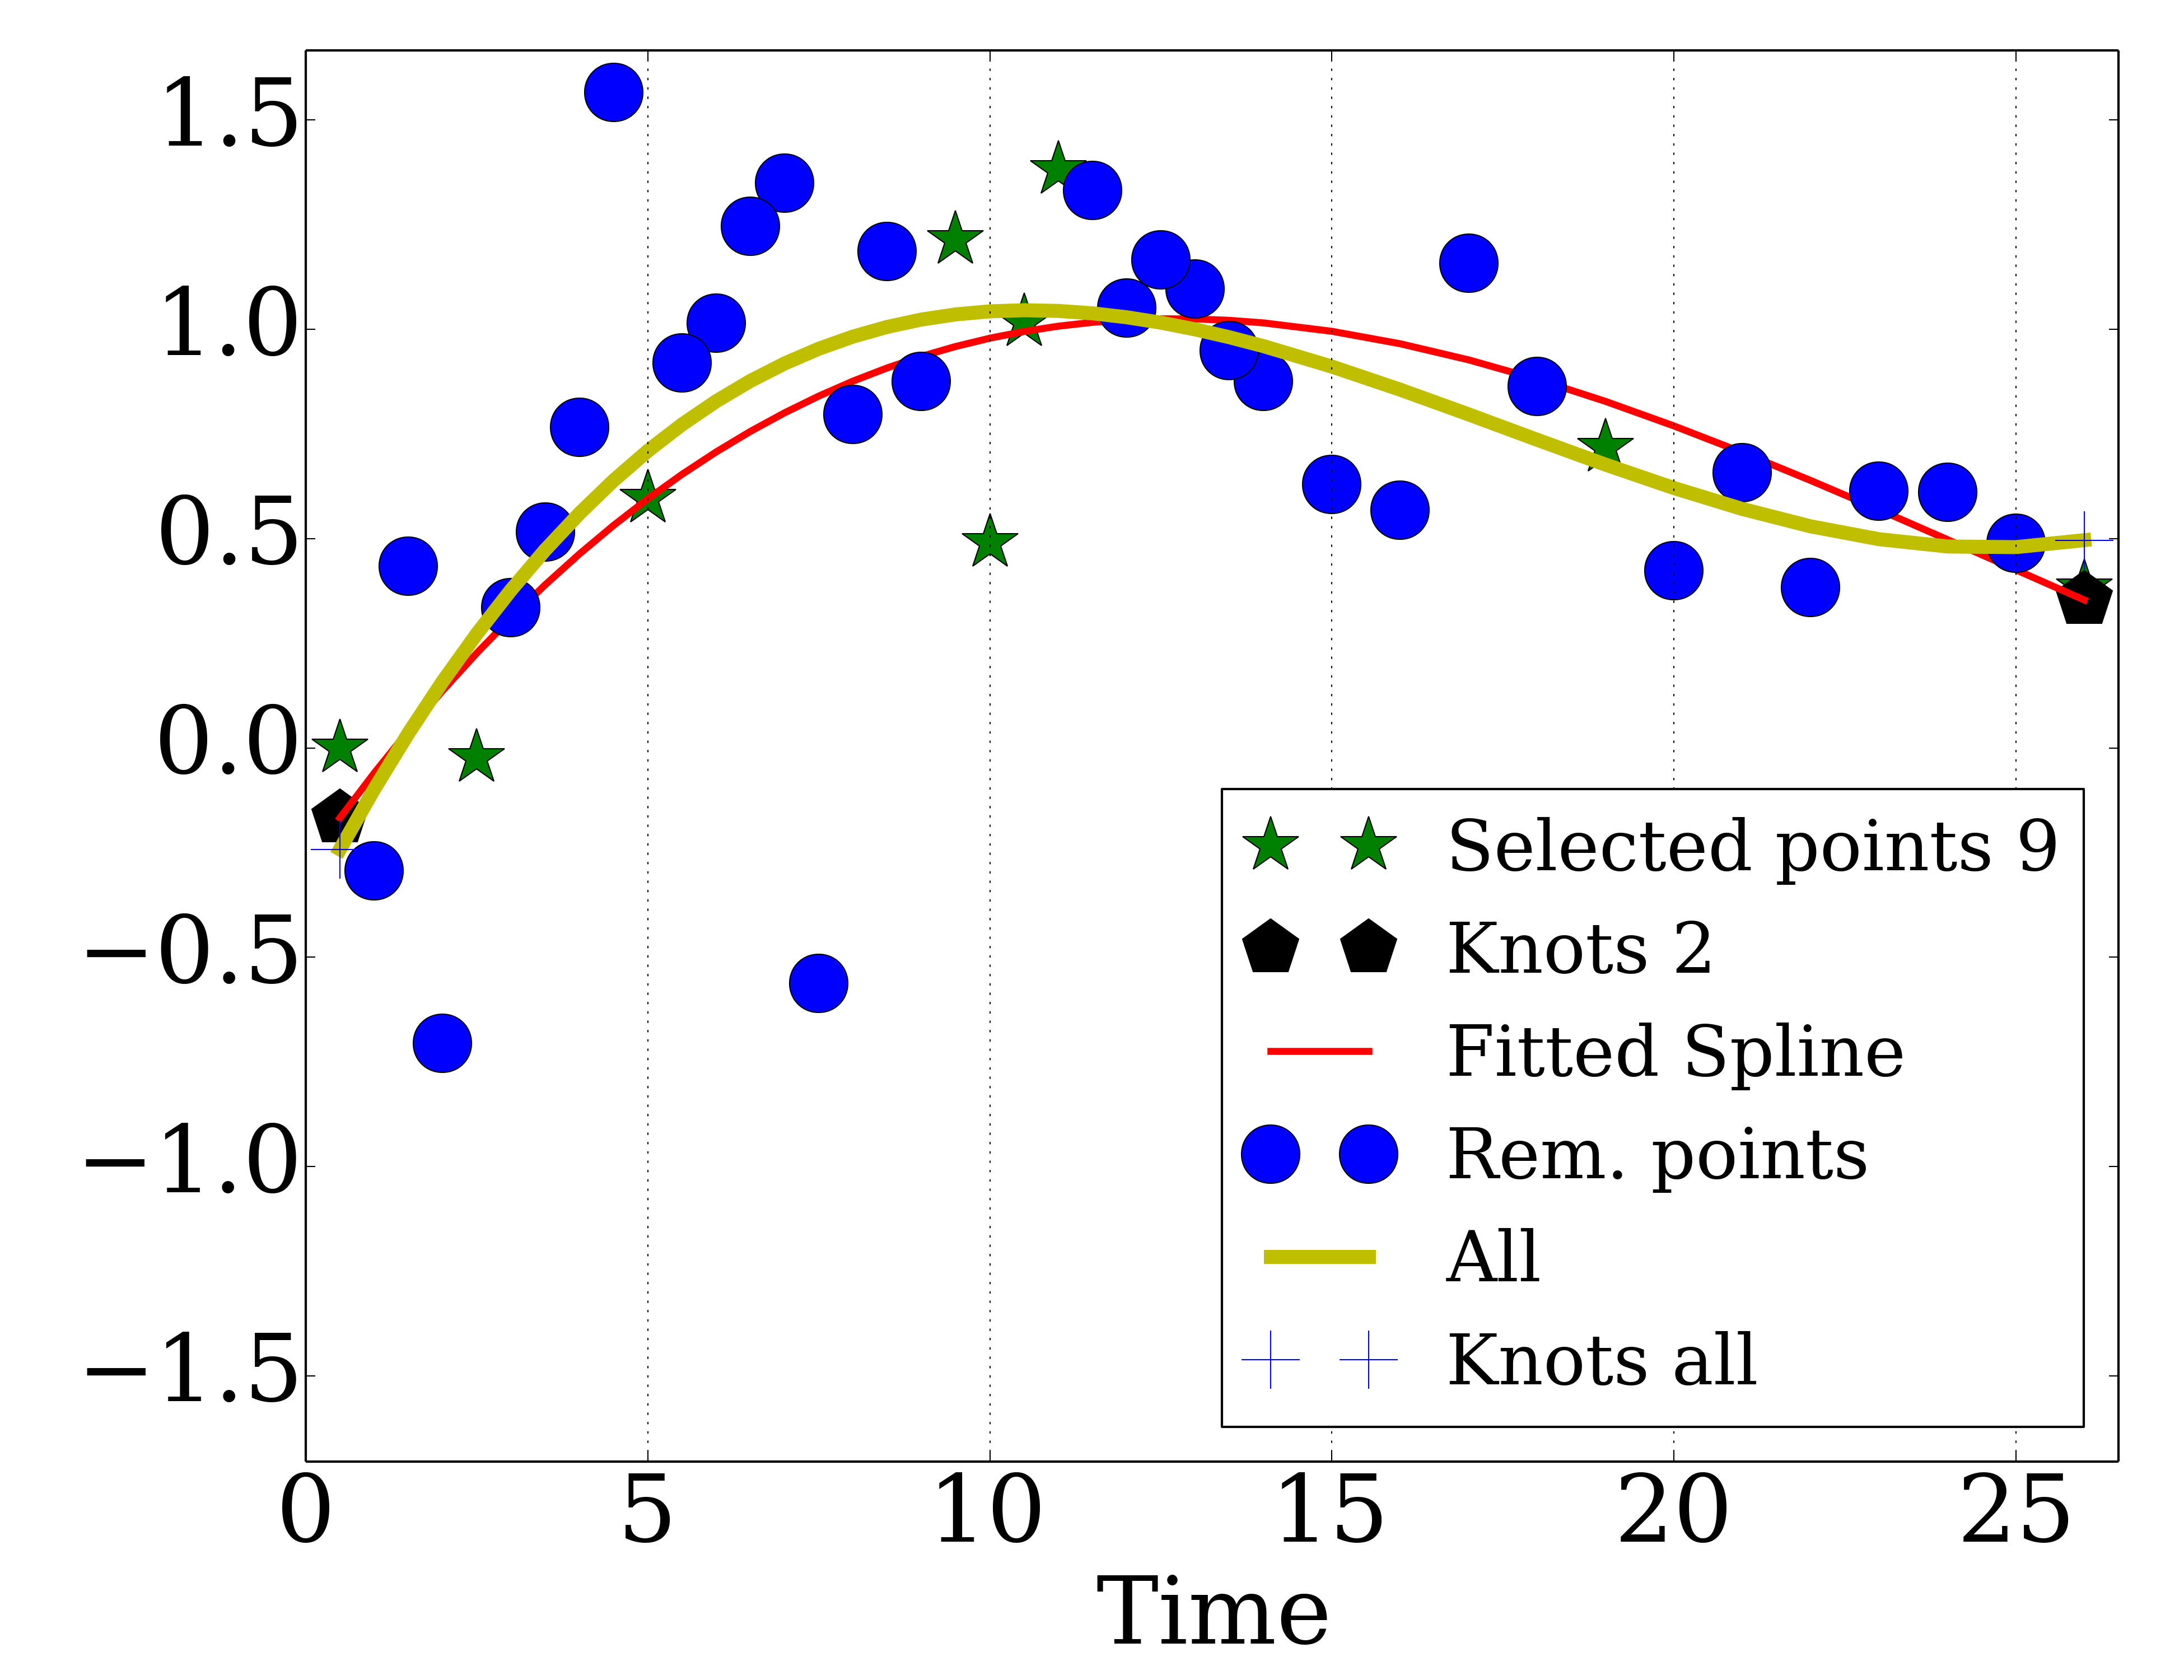 1.5
1.0
0.5
0.0
−0.5
−1.0
−1.5
Selected points 9
Knots 2
Fitted Spline
Rem. points
All
Knots all
0 5 10 15 20 25
Time